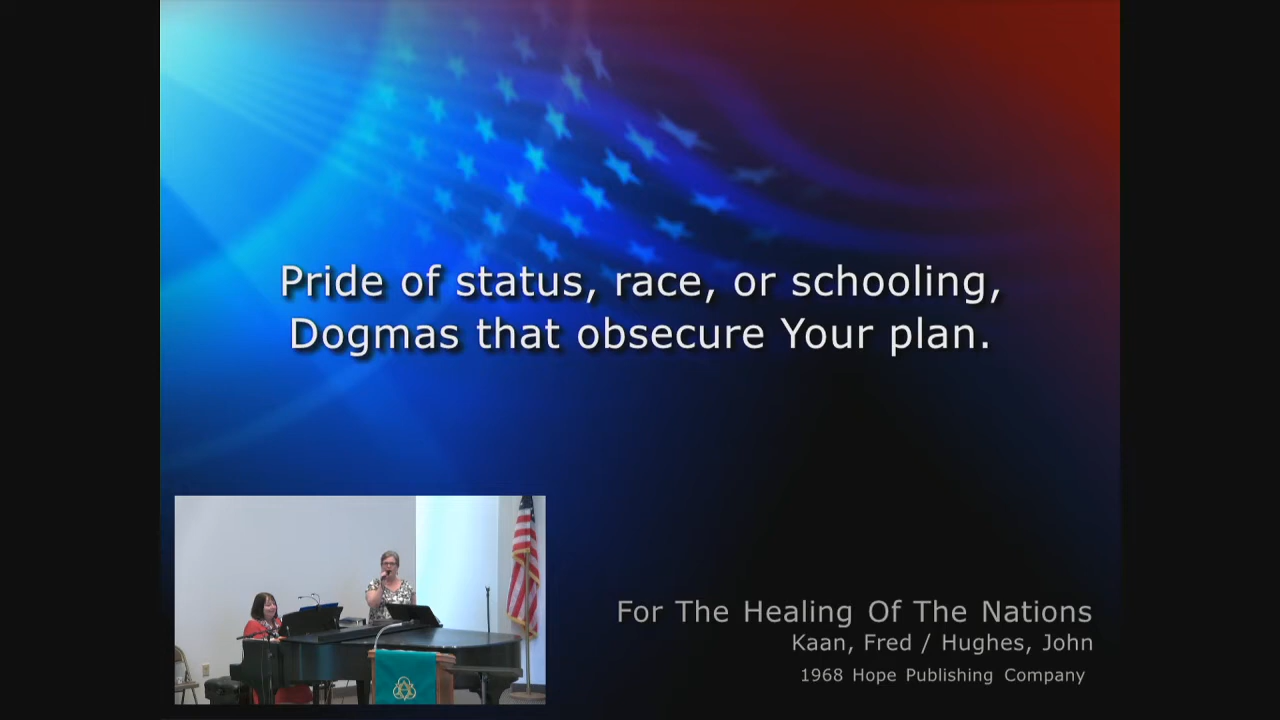 Pride of status, race, or schooling,
Dogmas that obsecure Your plan.
For The Healing Of The Nations
Kaan, Fred / Hughes, John
1968 Hope Publishing Company